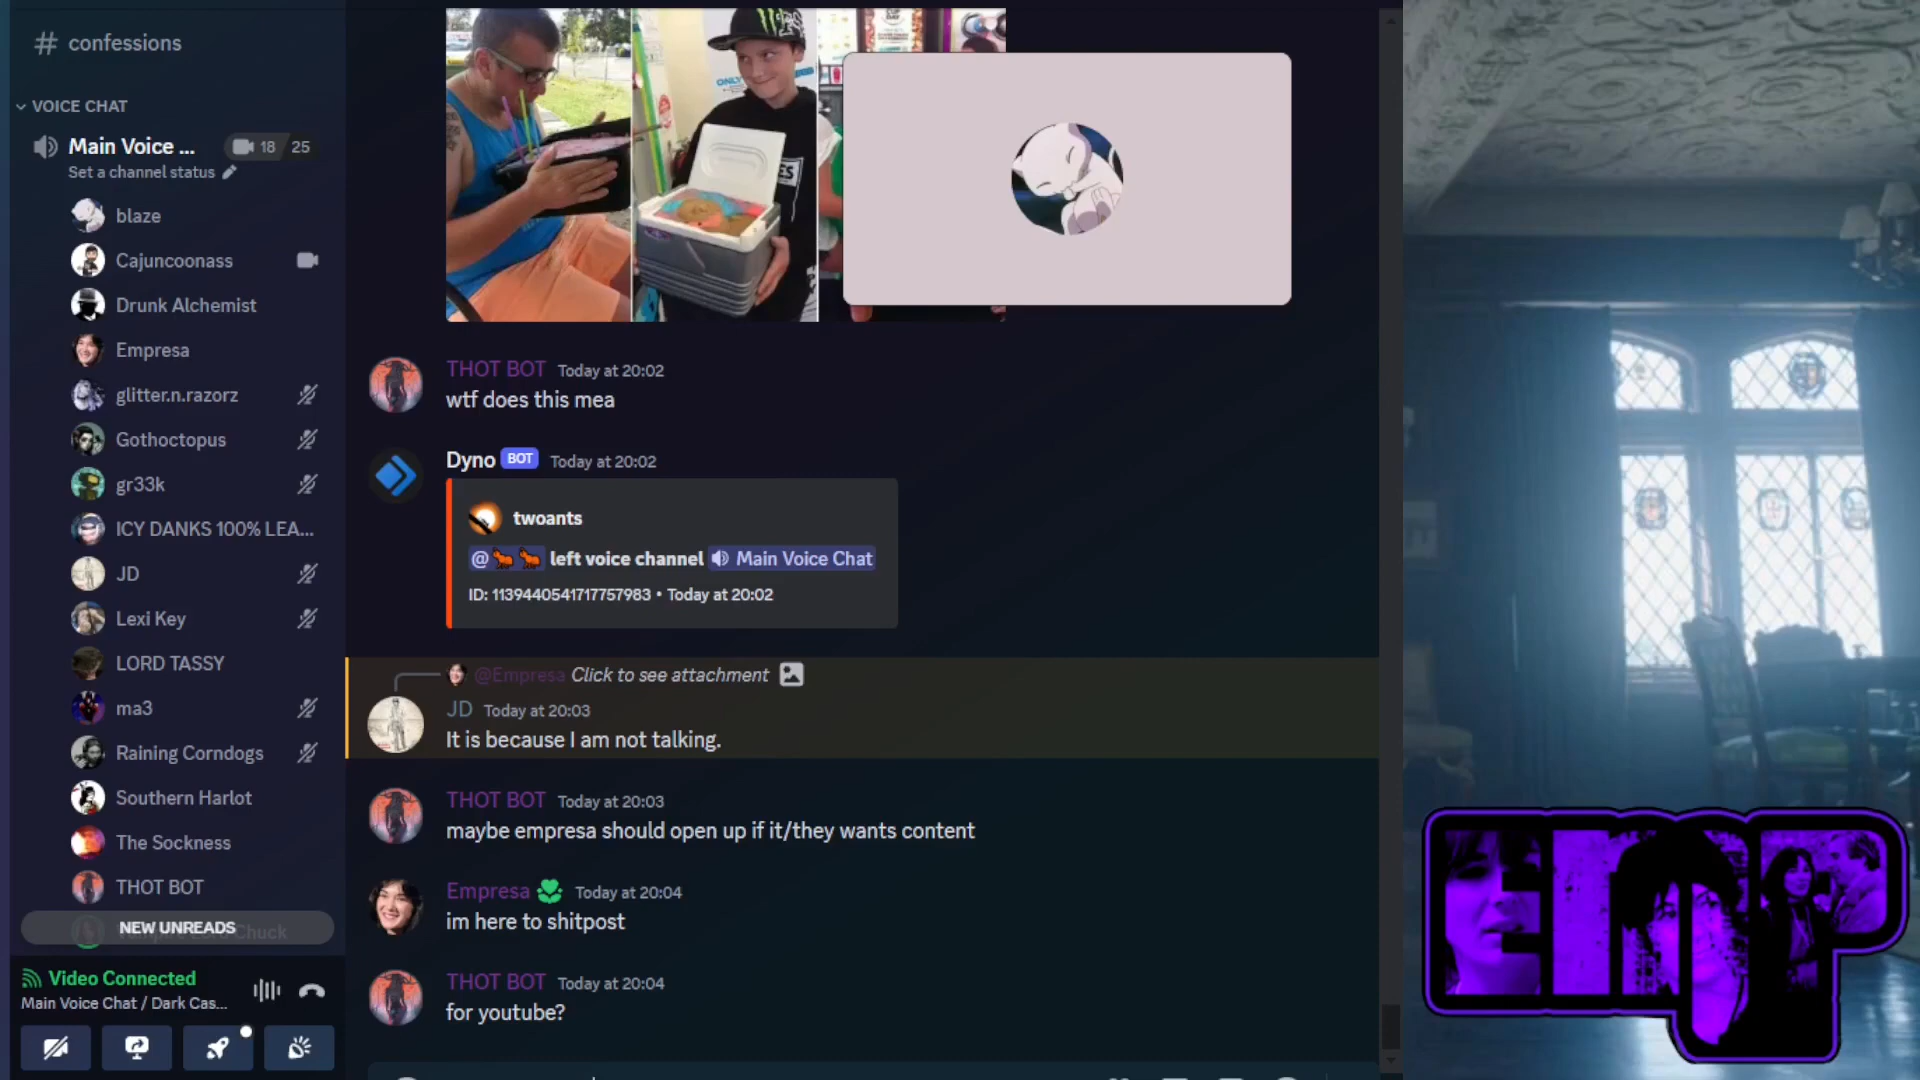 # confessions
VOICE CHAT
Main Voice ... 18 / 25
Set a channel status
blaze
Cajuncoonass
Drunk Alchemist
Empresa
glitter.n.razorz
Gothoctopus
gr33k
ICY DANKS 100% LEA...
JD
Lexi Key
LORD TASSY
ma3
Raining Corndogs
Southern Harlot
The Sockness
THOT BOT
NEW UNREADS
Chuck
Video Connected
Main Voice Chat / Dark Cas...
ONLY
THOT BOT Today at 20:02
wtf does this mea
Dyno BOT Today at 20:02
twoants
@🐜🐜 left voice channel Main Voice Chat
ID: 1139440541717757983 • Today at 20:02
@Empresa Click to see attachment
JD Today at 20:03
It is because I am not talking.
THOT BOT Today at 20:03
maybe empresa should open up if it/they wants content
Empresa Today at 20:04
im here to shitpost
THOT BOT Today at 20:04
for youtube?
EMP